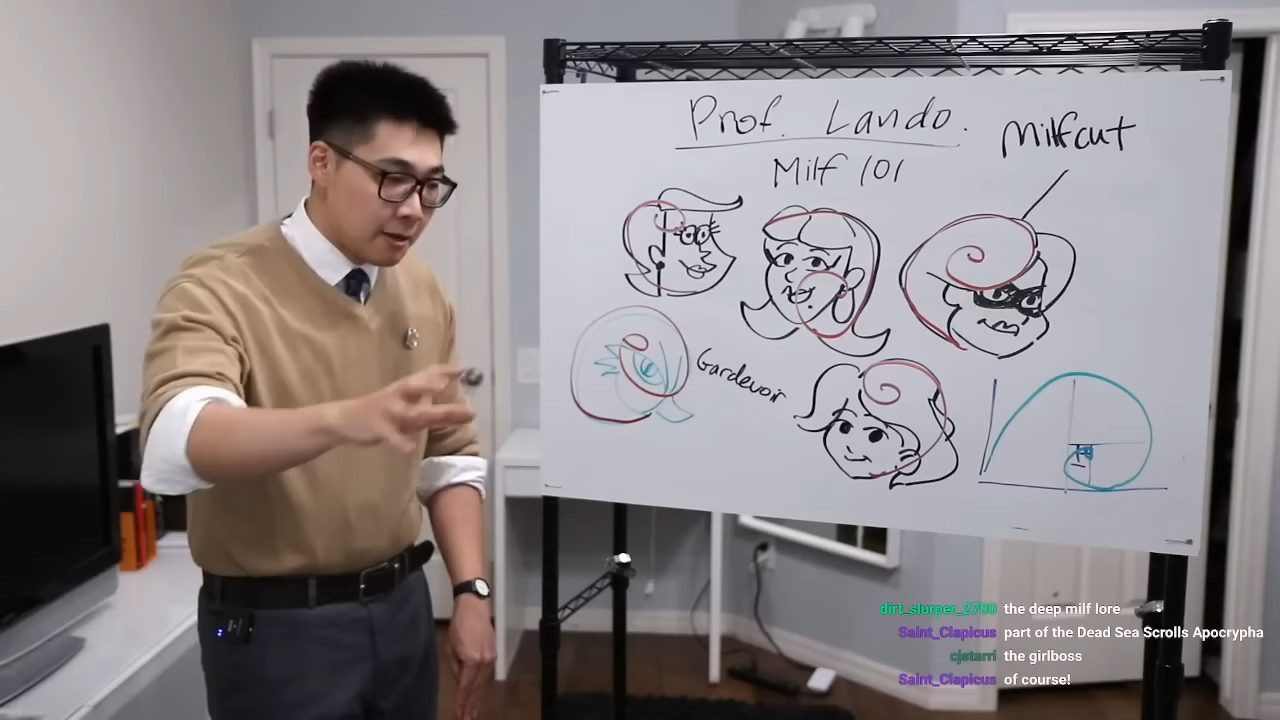 Prof. Lando.
Milf 101
Milfcut
Gardevoir
dirt_slurper_2700 the deep milf lore
Saint_Clapicus part of the Dead Sea Scrolls Apocrypha
cjstarri the girlboss
Saint_Clapicus of course!